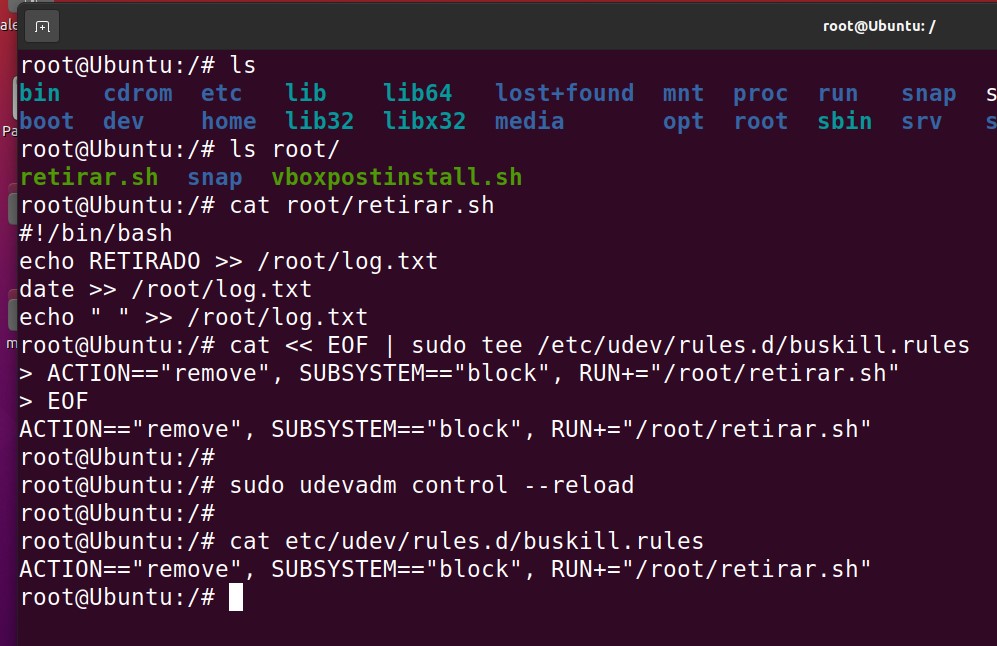 root@Ubuntu: /
root@Ubuntu:/# ls
bin cdrom etc lib lib64 lost+found mnt proc run snap
boot dev home lib32 libx32 media opt root sbin srv
root@Ubuntu:/# ls root/
retirar.sh snap vboxpostinstall.sh
root@Ubuntu:/# cat root/retirar.sh
#!/bin/bash
echo RETIRADO >> /root/log.txt
date >> /root/log.txt
echo " " >> /root/log.txt
root@Ubuntu:/# cat << EOF | sudo tee /etc/udev/rules.d/buskill.rules
> ACTION=="remove", SUBSYSTEM=="block", RUN+="/root/retirar.sh"
> EOF
ACTION=="remove", SUBSYSTEM=="block", RUN+="/root/retirar.sh"
root@Ubuntu:/#
root@Ubuntu:/# sudo udevadm control --reload
root@Ubuntu:/#
root@Ubuntu:/# cat etc/udev/rules.d/buskill.rules
ACTION=="remove", SUBSYSTEM=="block", RUN+="/root/retirar.sh"
root@Ubuntu:/#